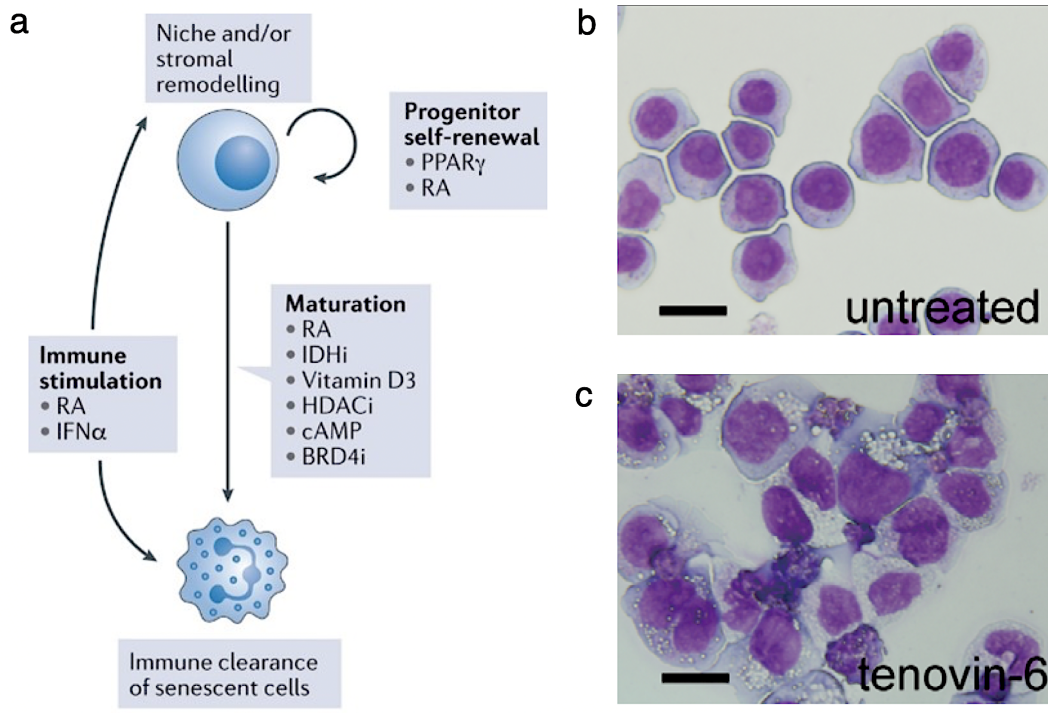 a
Niche and/or
stromal
remodelling
Progenitor
self-renewal
• PPARγ
• RA
Maturation
• RA
• IDHi
• Vitamin D3
• HDACi
• cAMP
• BRD4i
Immune
stimulation
• RA
• IFNα
Immune clearance
of senescent cells
b
untreated
c
tenovin-6